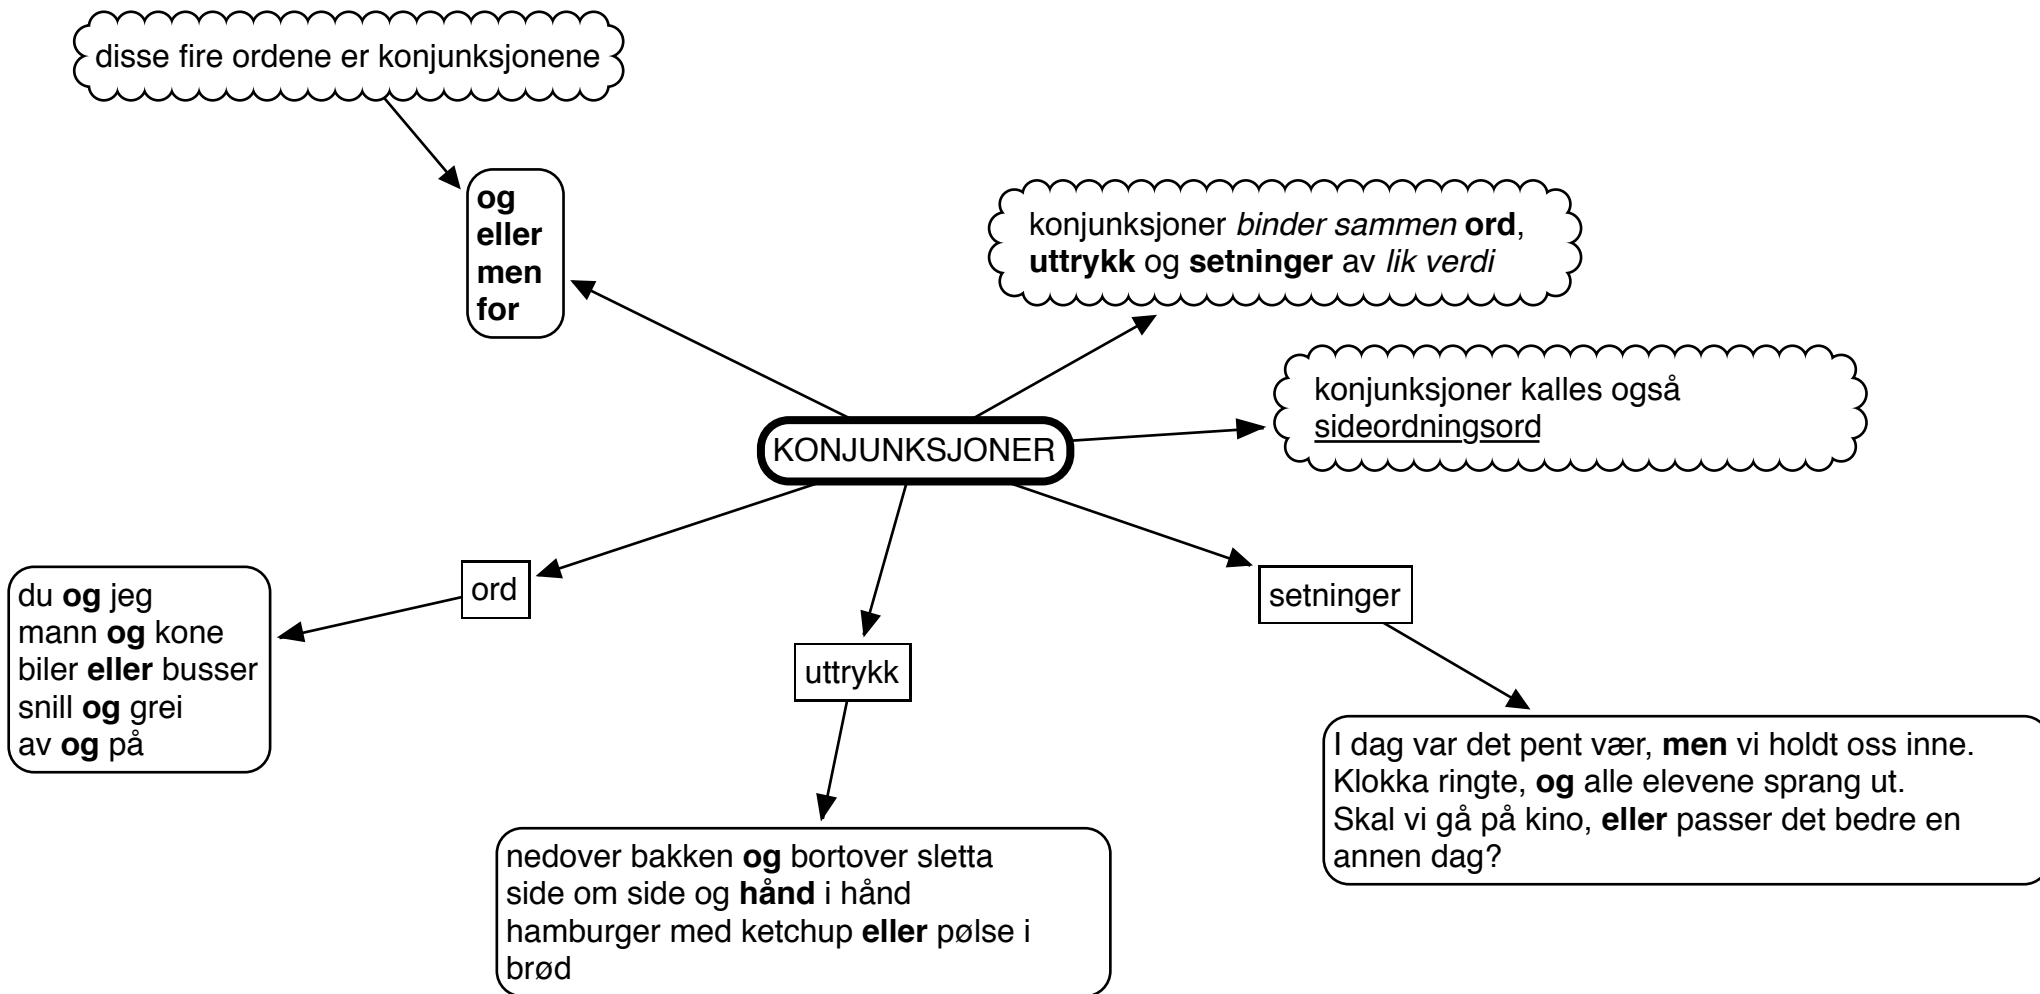 disse fire ordene er konjunksjonene
og
eller
men
for
konjunksjoner binder sammen ord,
uttrykk og setninger av lik verdi
konjunksjoner kalles også
sideordningsord
KONJUNKSJONER
ord
du og jeg
mann og kone
biler eller busser
snill og grei
av og på
uttrykk
nedover bakken og bortover sletta
side om side og hånd i hånd
hamburger med ketchup eller pølse i
brød
setninger
I dag var det pent vær, men vi holdt oss inne.
Klokka ringte, og alle elevene sprang ut.
Skal vi gå på kino, eller passer det bedre en
annen dag?